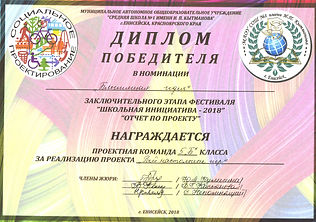 МУНИЦИПАЛЬНОЕ АВТОНОМНОЕ ОБЩЕОБРАЗОВАТЕЛЬНОЕ УЧРЕЖДЕНИЕ
"СРЕДНЯЯ ШКОЛА № 1 ИМЕНИ И. П. КЫТМАНОВА"
Г.ЕНИСЕЙСКА, КРАСНОЯРСКОГО КРАЯ
СОЦИАЛЬНОЕ
ПРОЕКТИРОВАНИЕ
г. ЕНИСЕЙСК
ДИПЛОМ
ПОБЕДИТЕЛЯ
В НОМИНАЦИИ
ЗАКЛЮЧИТЕЛЬНОГО ЭТАПА ФЕСТИВАЛЯ
"ШКОЛЬНАЯ ИНИЦИАТИВА - 2018"
"ОТЧЕТ ПО ПРОЕКТУ"
НАГРАЖДАЕТСЯ
ПРОЕКТНАЯ КОМАНДА 5 КЛАССА
ЗА РЕАЛИЗАЦИЮ ПРОЕКТА
ЧЛЕНЫ ЖЮРИ:
г. ЕНИСЕЙСК, 2018